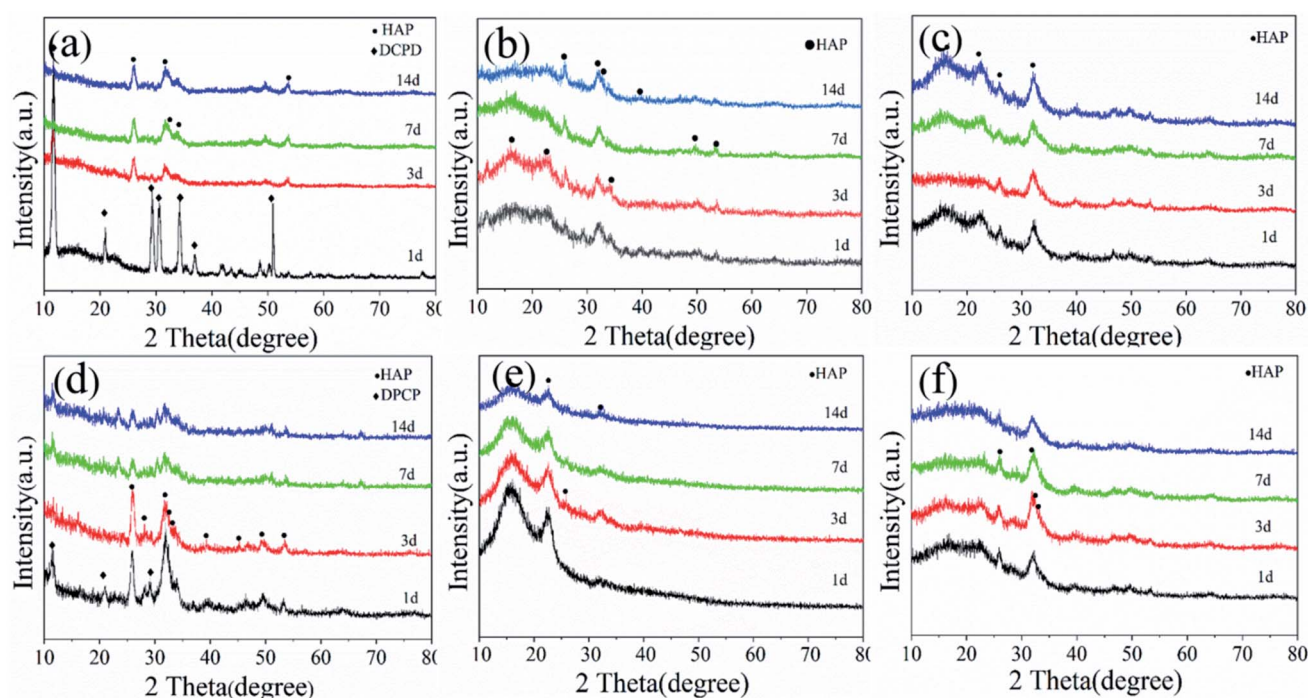 (a)
•HAP
♦DCPD
14d
7d
3d
1d
Intensity(a.u.)
10 20 30 40 50 60 70 80
2 Theta(degree)
(b)
●HAP
14d
7d
3d
1d
Intensity(a.u.)
10 20 30 40 50 60 70 80
2 Theta(degree)
(c)
♦HAP
14d
7d
3d
1d
Intensity(a.u.)
10 20 30 40 50 60 70 80
2 Theta(degree)
(d)
•HAP
♦DPCP
14d
7d
3d
1d
Intensity(a.u.)
10 20 30 40 50 60 70 80
2 Theta(degree)
(e)
•HAP
14d
7d
3d
1d
Intensity(a.u.)
10 20 30 40 50 60 70 80
2 Theta(degree)
(f)
•HAP
14d
7d
3d
1d
Intensity(a.u.)
10 20 30 40 50 60 70 80
2 Theta(degree)